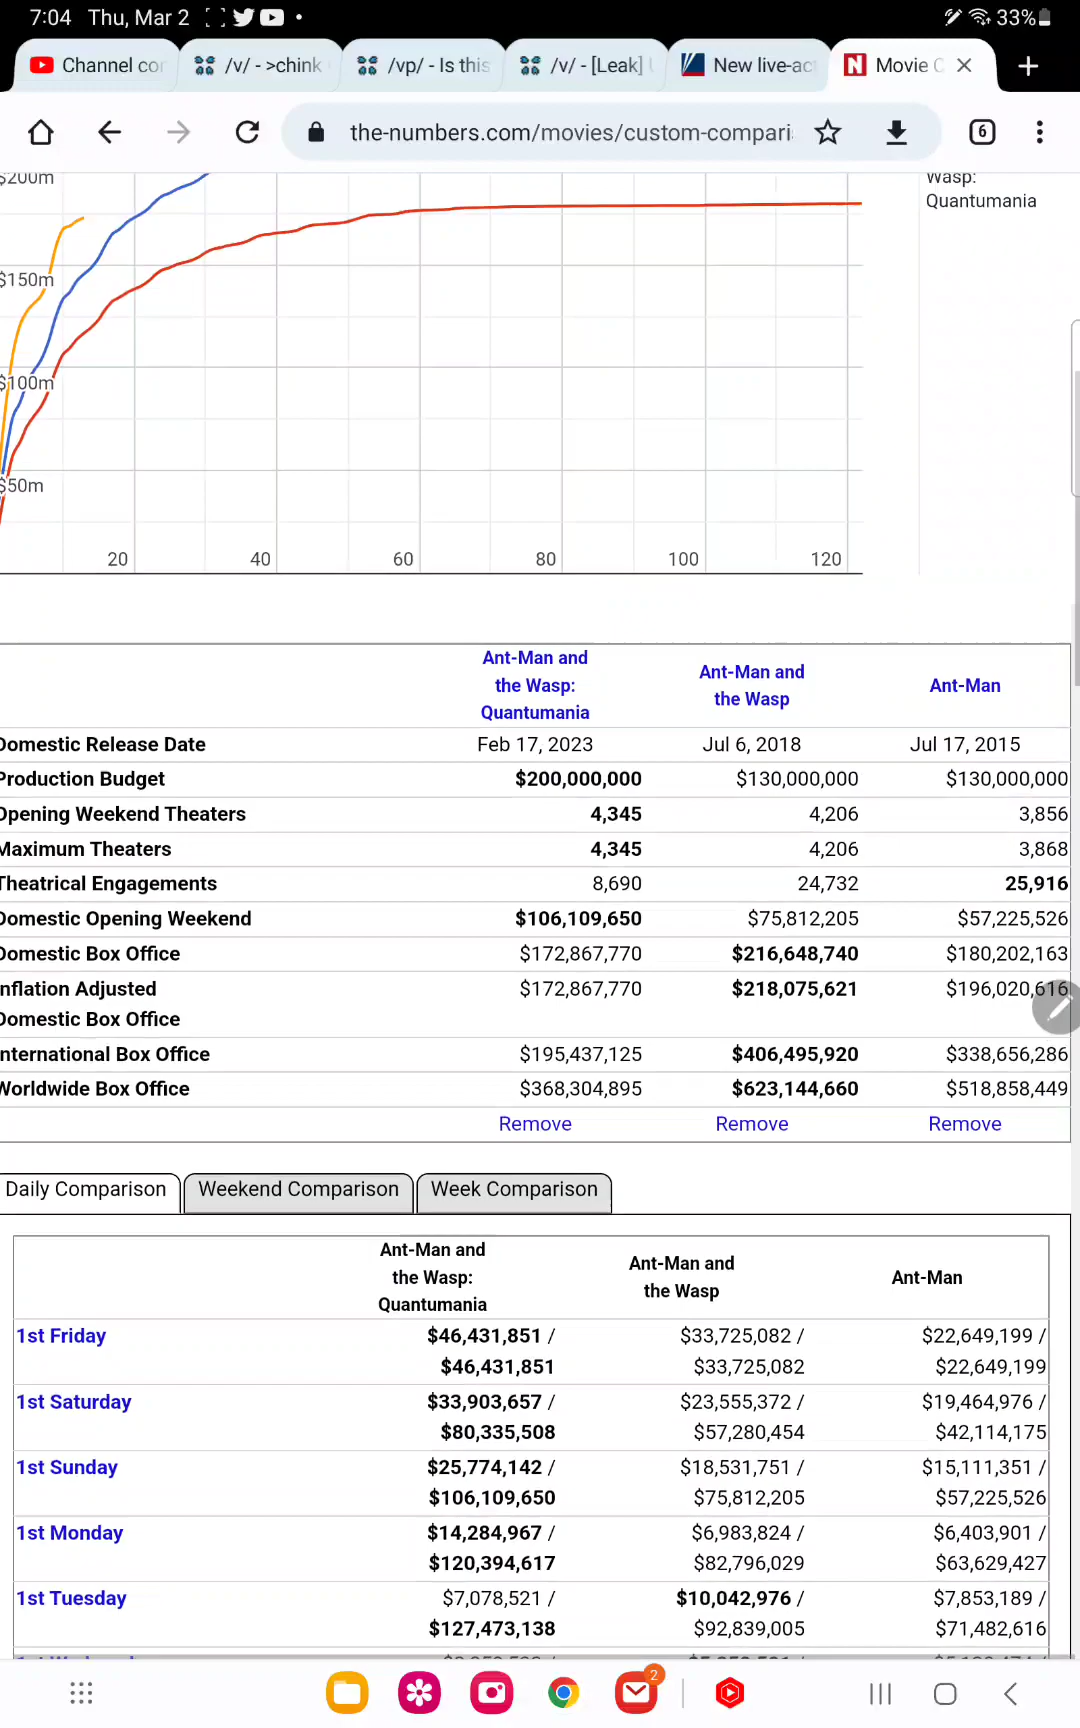 7:04 Thu, Mar 2
33%
Channel co
/v/ - >chink
/vp/ - Is this
/v/ - [Leak]
New live-ac
Movie C
the-numbers.com/movies/custom-compari
6
$200m
$150m
$100m
$50m
20 40 60 80 100 120
Wasp:
Quantumania
Ant-Man and the Wasp: Quantumania
Ant-Man and the Wasp
Ant-Man
Domestic Release Date Feb 17, 2023 Jul 6, 2018 Jul 17, 2015
Production Budget $200,000,000 $130,000,000 $130,000,000
Opening Weekend Theaters 4,345 4,206 3,856
Maximum Theaters 4,345 4,206 3,868
Theatrical Engagements 8,690 24,732 25,916
Domestic Opening Weekend $106,109,650 $75,812,205 $57,225,526
Domestic Box Office $172,867,770 $216,648,740 $180,202,163
Inflation Adjusted $172,867,770 $218,075,621 $196,020,616
Domestic Box Office
International Box Office $195,437,125 $406,495,920 $338,656,286
Worldwide Box Office $368,304,895 $623,144,660 $518,858,449
Remove Remove Remove
Daily Comparison Weekend Comparison Week Comparison
Ant-Man and the Wasp: Quantumania
Ant-Man and the Wasp
Ant-Man
1st Friday $46,431,851 / $33,725,082 / $22,649,199 /
$46,431,851 $33,725,082 $22,649,199
1st Saturday $33,903,657 / $23,555,372 / $19,464,976 /
$80,335,508 $57,280,454 $42,114,175
1st Sunday $25,774,142 / $18,531,751 / $15,111,351 /
$106,109,650 $75,812,205 $57,225,526
1st Monday $14,284,967 / $6,983,824 / $6,403,901 /
$120,394,617 $82,796,029 $63,629,427
1st Tuesday $7,078,521 / $10,042,976 / $7,853,189 /
$127,473,138 $92,839,005 $71,482,616
2